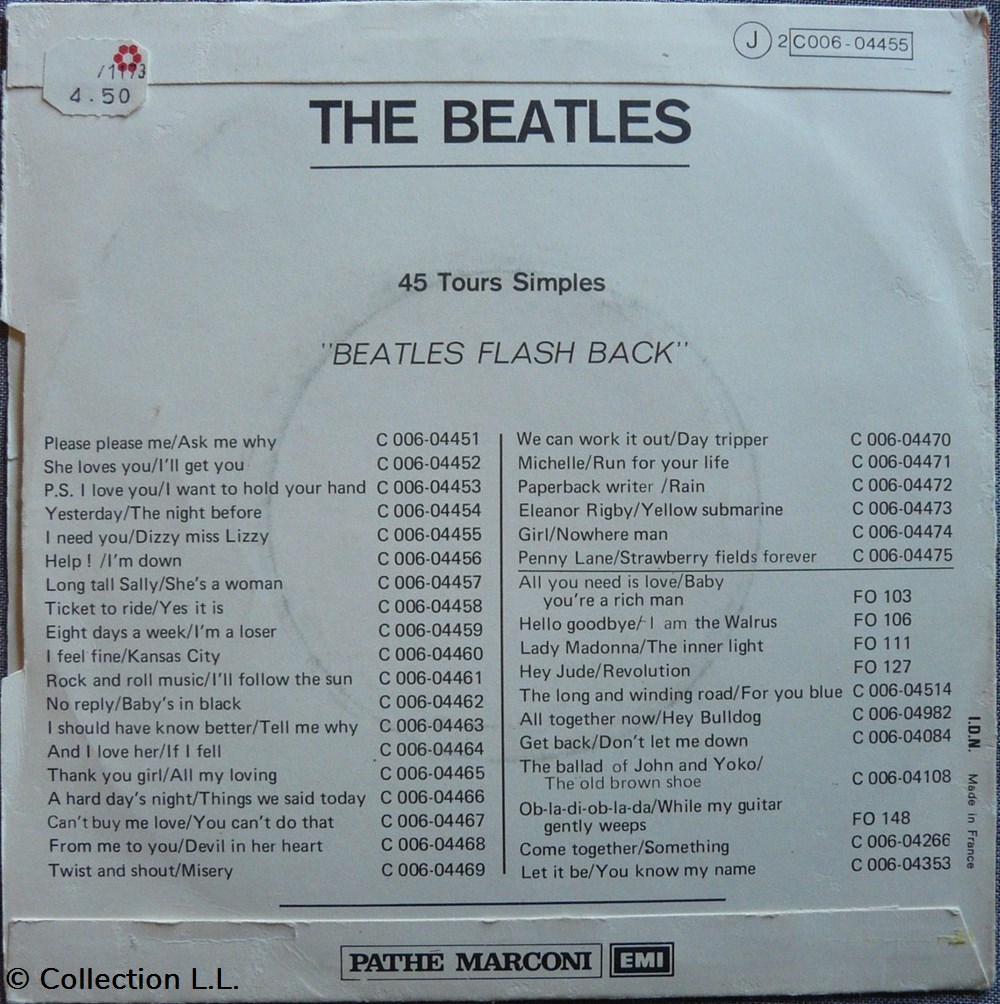 J 2 C006-04455
/1173
4.50
THE BEATLES
45 Tours Simples
"BEATLES FLASH BACK"
Please please me/Ask me why C 006-04451
She loves you/I'll get you C 006-04452
P.S. I love you/I want to hold your hand C 006-04453
Yesterday/The night before C 006-04454
I need you/Dizzy miss Lizzy C 006-04455
Help ! /I'm down C 006-04456
Long tall Sally/She's a woman C 006-04457
Ticket to ride/Yes it is C 006-04458
Eight days a week/I'm a loser C 006-04459
I feel fine/Kansas City C 006-04460
Rock and roll music/I'll follow the sun C 006-04461
No reply/Baby's in black C 006-04462
I should have know better/Tell me why C 006-04463
And I love her/If I fell C 006-04464
Thank you girl/All my loving C 006-04465
A hard day's night/Things we said today C 006-04466
Can't buy me love/You can't do that C 006-04467
From me to you/Devil in her heart C 006-04468
Twist and shout/Misery C 006-04469
We can work it out/Day tripper C 006-04470
Michelle/Run for your life C 006-04471
Paperback writer /Rain C 006-04472
Eleanor Rigby/Yellow submarine C 006-04473
Girl/Nowhere man C 006-04474
Penny Lane/Strawberry fields forever C 006-04475
All you need is love/Baby
you're a rich man FO 103
Hello goodbye/ I am the Walrus FO 106
Lady Madonna/The inner light FO 111
Hey Jude/Revolution FO 127
The long and winding road/For you blue C 006-04514
All together now/Hey Bulldog C 006-04982
Get back/Don't let me down C 006-04084
The ballad of John and Yoko/
The old brown shoe C 006-04108
Ob-la-di-ob-la-da/While my guitar
gently weeps FO 148
Come together/Something C 006-04266
Let it be/You know my name C 006-04353
I.D.N. Made in France
PATHÉ MARCONI EMI
© Collection L.L.